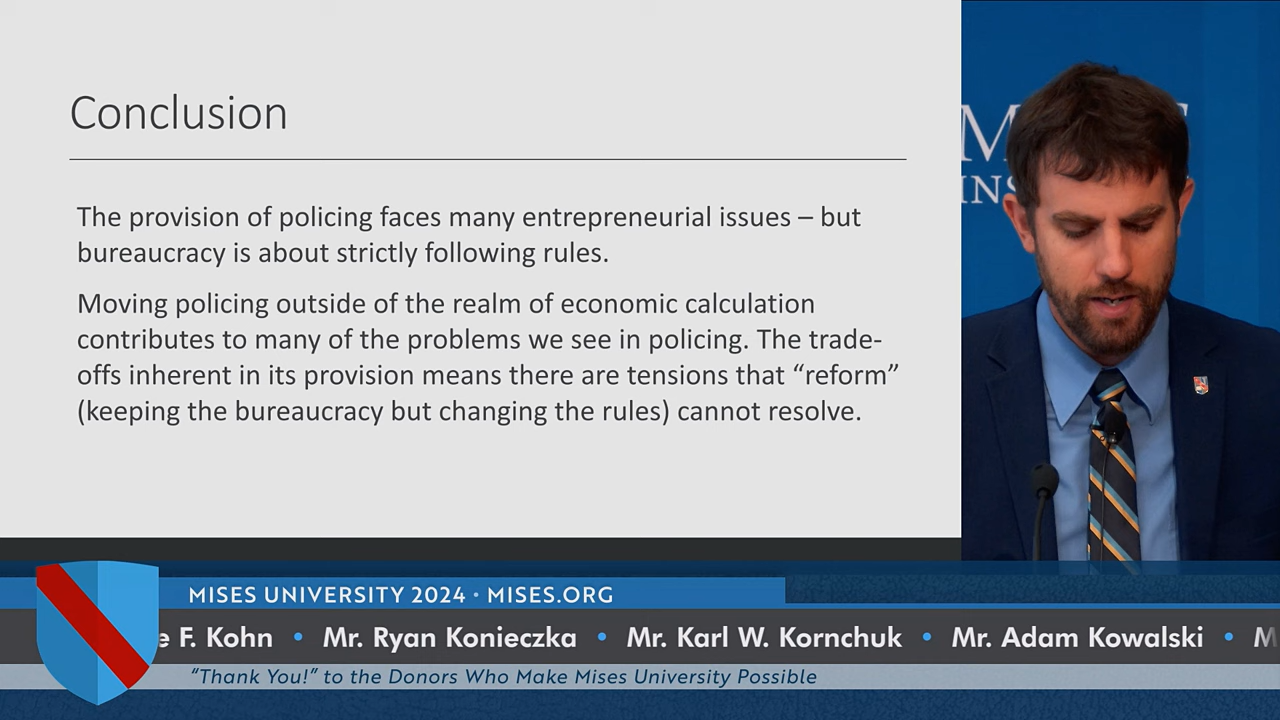 Conclusion
The provision of policing faces many entrepreneurial issues – but
bureaucracy is about strictly following rules.
Moving policing outside of the realm of economic calculation
contributes to many of the problems we see in policing. The trade-
offs inherent in its provision means there are tensions that “reform”
(keeping the bureaucracy but changing the rules) cannot resolve.
MISES UNIVERSITY 2024 • MISES.ORG
F. Kohn • Mr. Ryan Konieczka • Mr. Karl W. Kornchuk • Mr. Adam Kowalski •
“Thank You!” to the Donors Who Make Mises University Possible